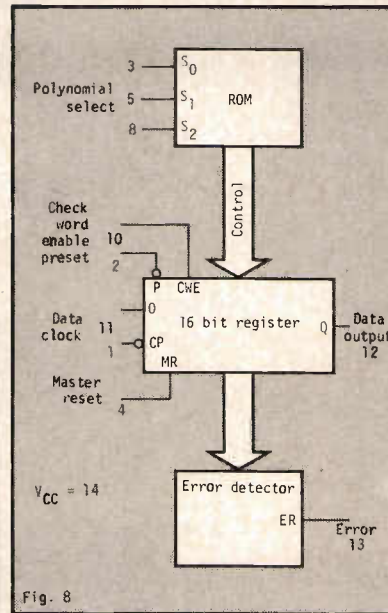 3 S0
Polynomial
select 5 S1 ROM
8 S2
Control
Check
word
enable 10
preset
2
P CWE
D
Data 11 16 bit register Q Data
clock output
1 CP 12
MR
Master
reset 4
VCC = 14 Error detector
ER Error
13
Fig. 8